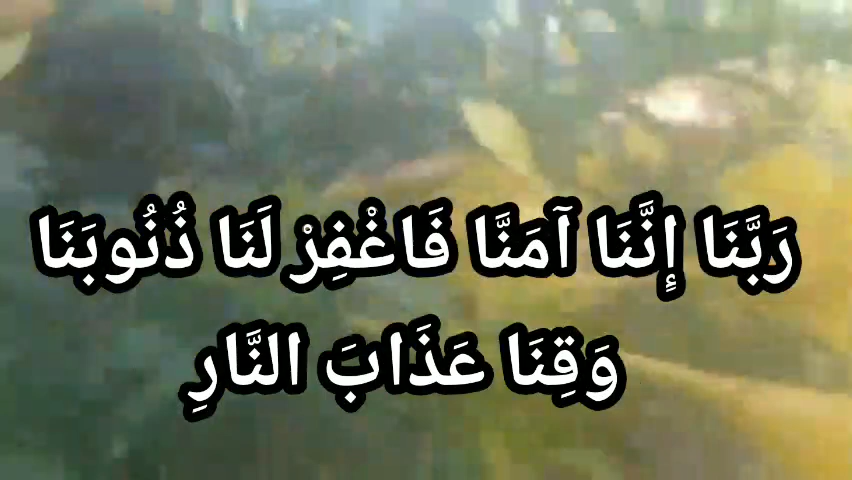 رَبَّنَا إِنَّنَا آمَنَّا فَاغْفِرْ لَنَا ذُنُوبَنَا
وَقِنَا عَذَابَ النَّارِ